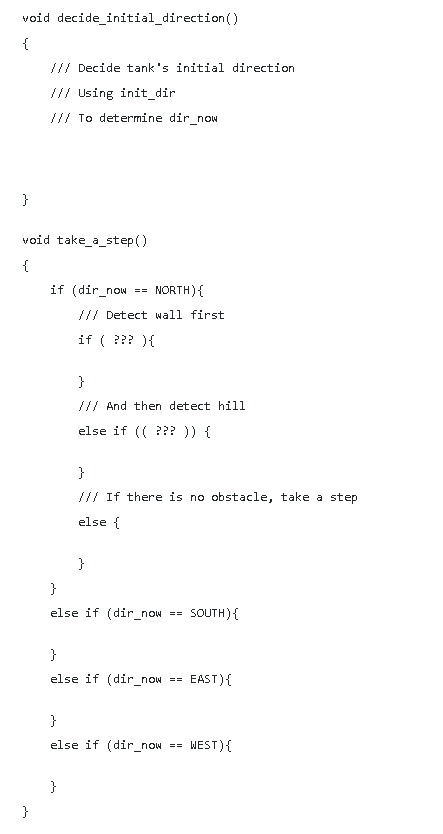 void decide_initial_direction()
{
    /// Decide tank's initial direction
    /// Using init_dir
    /// To determine dir_now
}
void take_a_step()
{
    if (dir_now == NORTH){
        /// Detect wall first
        if ( ??? ){
        }
        /// And then detect hill
        else if (( ??? )) {
        }
        /// If there is no obstacle, take a step
        else {
        }
    }
    else if (dir_now == SOUTH){
    }
    else if (dir_now == EAST){
    }
    else if (dir_now == WEST){
    }
}